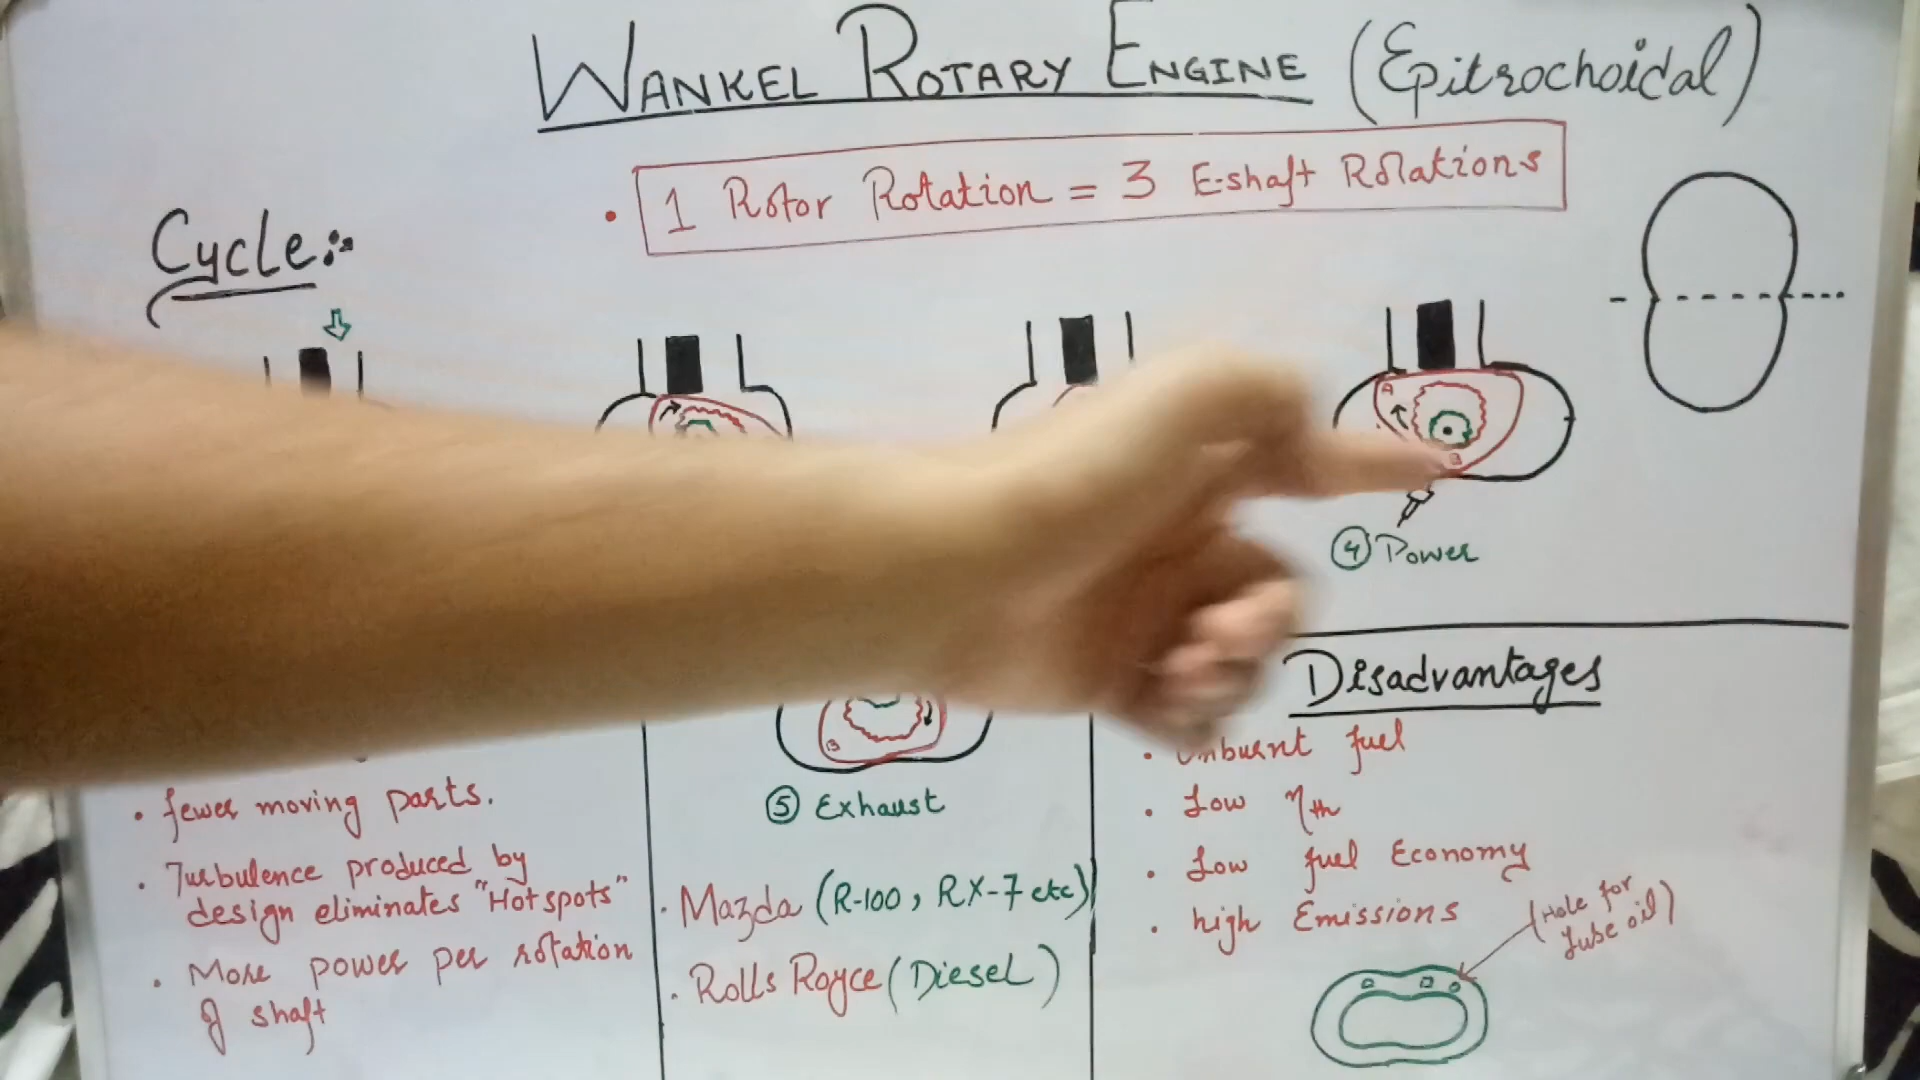 WANKEL ROTARY ENGINE (Epitrochoidal)
• 1 Rotor Rotation = 3 E-shaft Rotations
Cycle:-
A
B
④ Power
B
⑤ Exhaust
• Mazda (R-100, RX-7 etc)
• Rolls Royce (Diesel)
• fewer moving parts.
• Turbulence produced by
design eliminates "Hot spots"
• More power per rotation
of shaft
Disadvantages
• Unburnt fuel
• Low ηth
• Low fuel Economy
• high Emissions
(Hole for
lube oil)